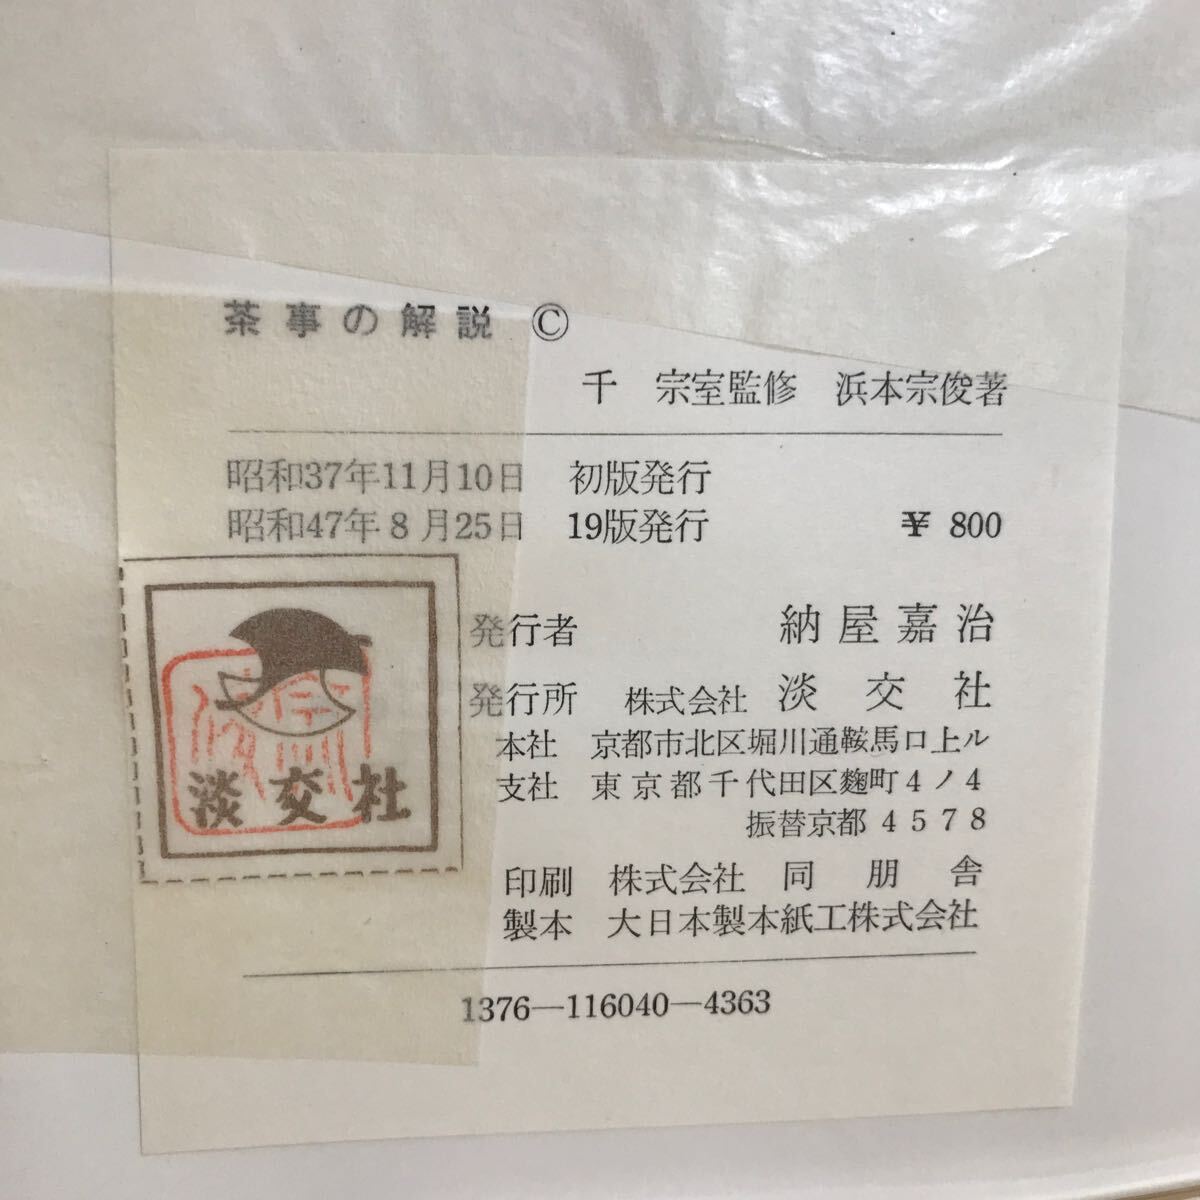 茶事の解説 ©
千 宗室監修 浜本宗俊著
昭和37年11月10日 初版発行
昭和47年8月25日 19版発行 ¥800
発行者 納屋嘉治
発行所 株式会社 淡交社
本社 京都市北区堀川通鞍馬口上ル
支社 東京都千代田区麴町4ノ4
振替京都 4578
印刷 株式会社 同朋舎
製本 大日本製本紙工株式会社
1376—116040—4363
淡交社